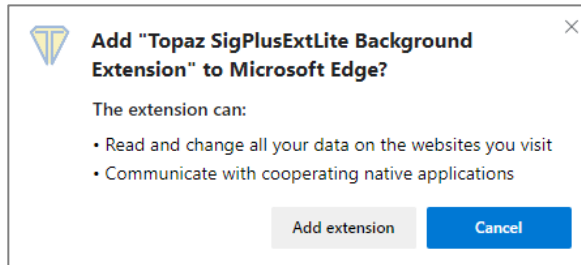 Add "Topaz SigPlusExtLite Background
Extension" to Microsoft Edge?
The extension can:
• Read and change all your data on the websites you visit
• Communicate with cooperating native applications
Add extension
Cancel